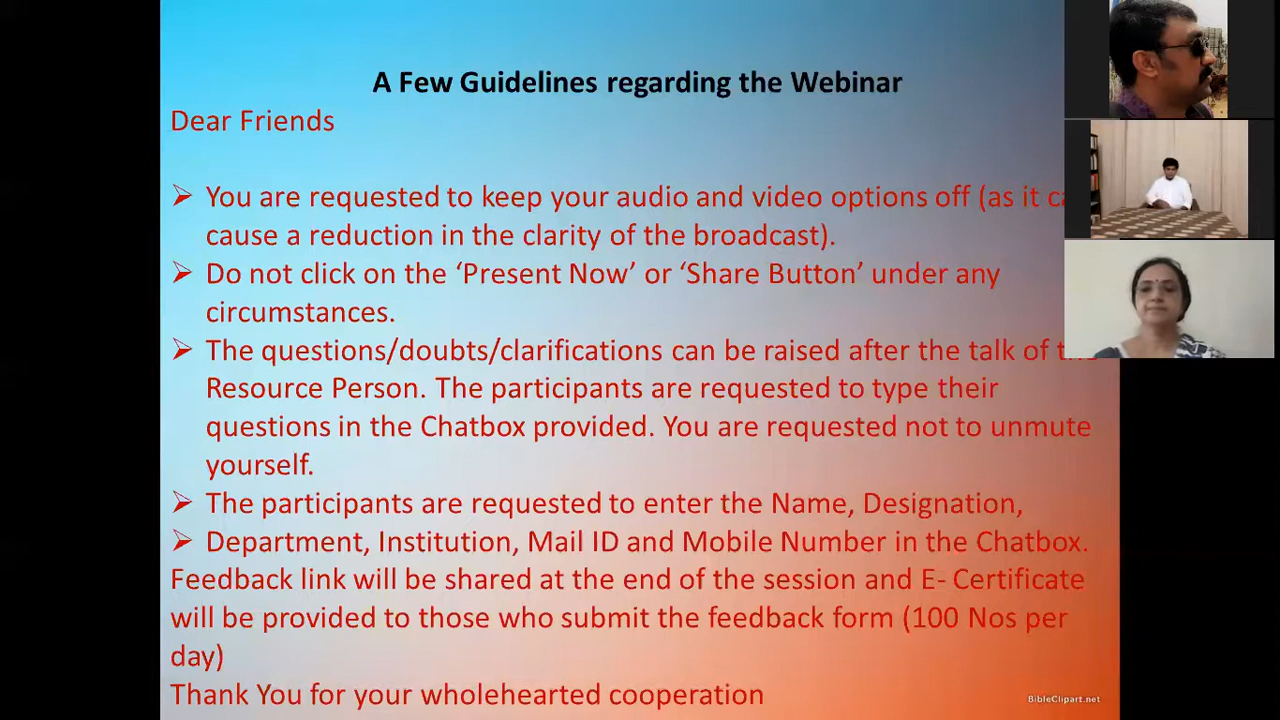 A Few Guidelines regarding the Webinar
Dear Friends
➢ You are requested to keep your audio and video options off (as it
cause a reduction in the clarity of the broadcast).
➢ Do not click on the ‘Present Now’ or ‘Share Button’ under any
circumstances.
➢ The questions/doubts/clarifications can be raised after the talk of
Resource Person. The participants are requested to type their
questions in the Chatbox provided. You are requested not to unmute
yourself.
➢ The participants are requested to enter the Name, Designation,
➢ Department, Institution, Mail ID and Mobile Number in the Chatbox.
Feedback link will be shared at the end of the session and E- Certificate
will be provided to those who submit the feedback form (100 Nos per
day)
Thank You for your wholehearted cooperation
BibleClipart.net